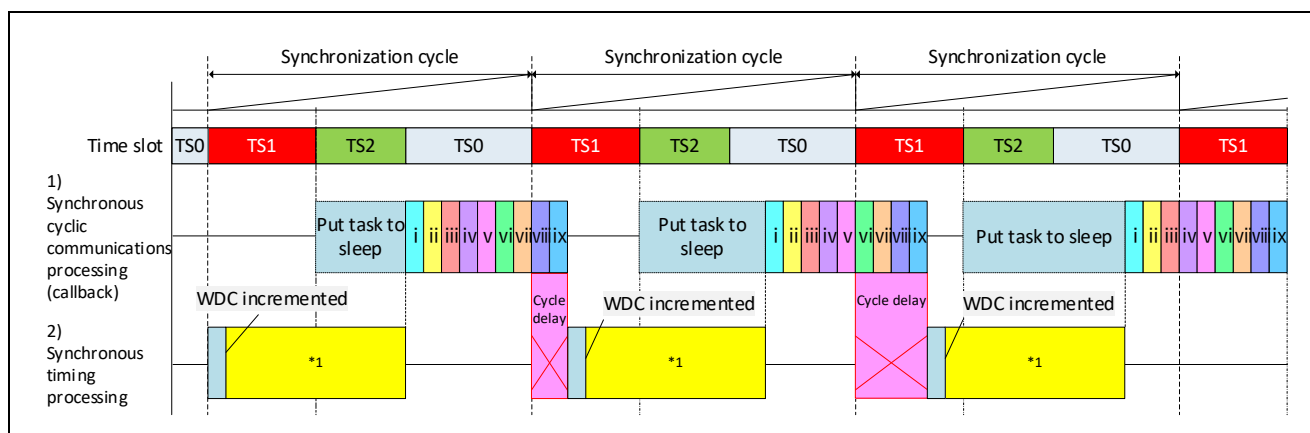 Synchronization cycle Synchronization cycle Synchronization cycle
Time slot TS0 TS1 TS2 TS0 TS1 TS2 TS0 TS1 TS2 TS0 TS1
1)
Synchronous
cyclic
communications
processing
(callback)
Put task to
sleep
i ii iii iv v vi vii viii ix
Put task to
sleep
i ii iii iv v vi vii viii ix
Put task to sleep
i ii iii iv v vi vii viii ix
WDC incremented
Cycle
delay
WDC incremented
Cycle delay
WDC incremented
2)
Synchronous
timing
processing
*1 *1 *1